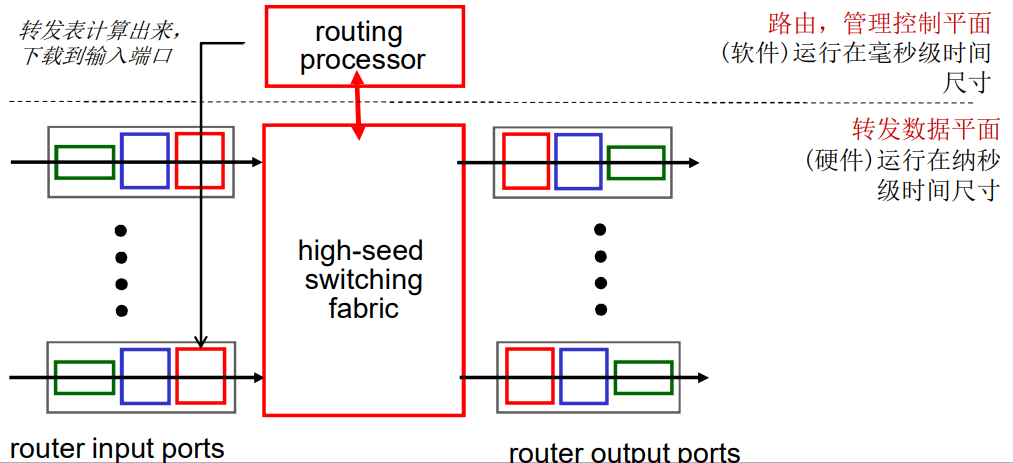 转发表计算出来，
下载到输入端口
routing
processor
路由，管理控制平面
(软件)运行在毫秒级时间
尺寸
转发数据平面
(硬件)运行在纳秒
级时间尺寸
high-seed
switching
fabric
router input ports
router output ports